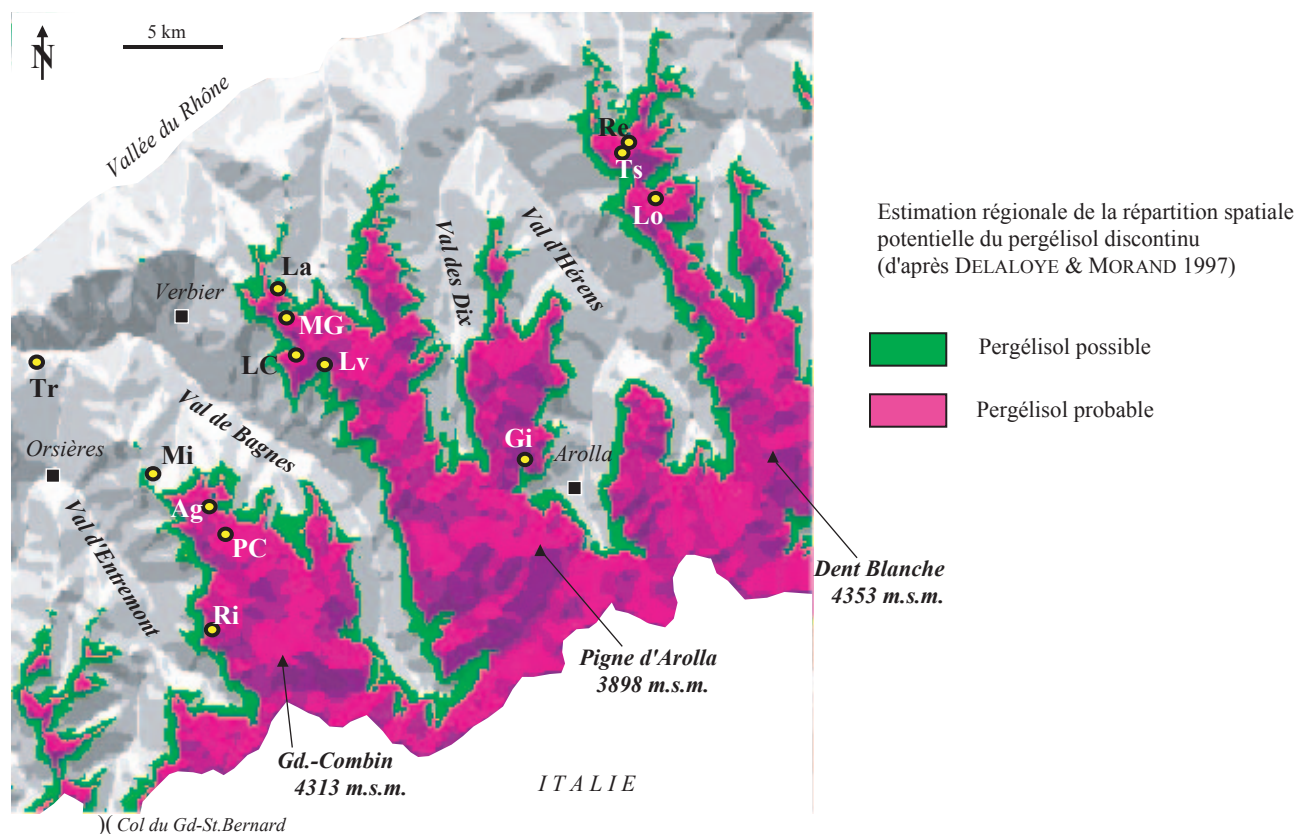 5 km
N
Vallée du Rhône
Re
Ts
Lo
Val d'Hérens
Val des Dix
La
Verbier
MG
LC
Lv
Tr
Val de Bagnes
Orsières
Mi
Gi
Arolla
Ag
PC
Val d'Entremont
Ri
Dent Blanche
4353 m.s.m.
Pigne d'Arolla
3898 m.s.m.
Gd.-Combin
4313 m.s.m.
ITALIE
)( Col du Gd-St.Bernard
Estimation régionale de la répartition spatiale
potentielle du pergélisol discontinu
(d'après DELALOYE & MORAND 1997)
Pergélisol possible
Pergélisol probable